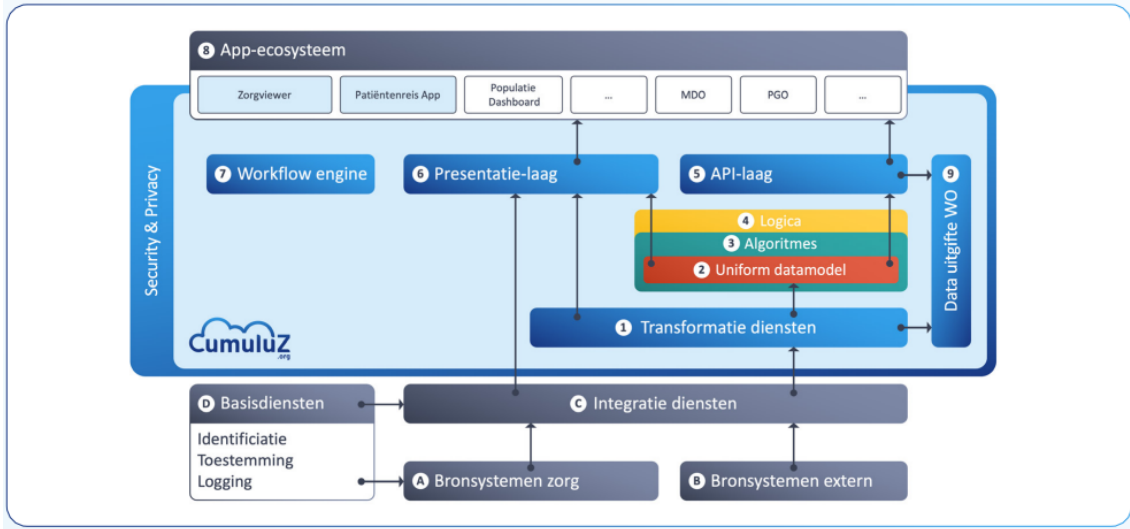 8 App-ecosysteem
Zorgviewer
Patiëntenreis App
Populatie
Dashboard
...
MDO
PGO
...
Security & Privacy
7 Workflow engine
6 Presentatie-laag
5 API-laag
9 Data uitgifte WO
4 Logica
3 Algoritmes
2 Uniform datamodel
1 Transformatie diensten
CumuluZ
.org
D Basisdiensten
C Integratie diensten
Identificiatie
Toestemming
Logging
A Bronsystemen zorg
B Bronsystemen extern